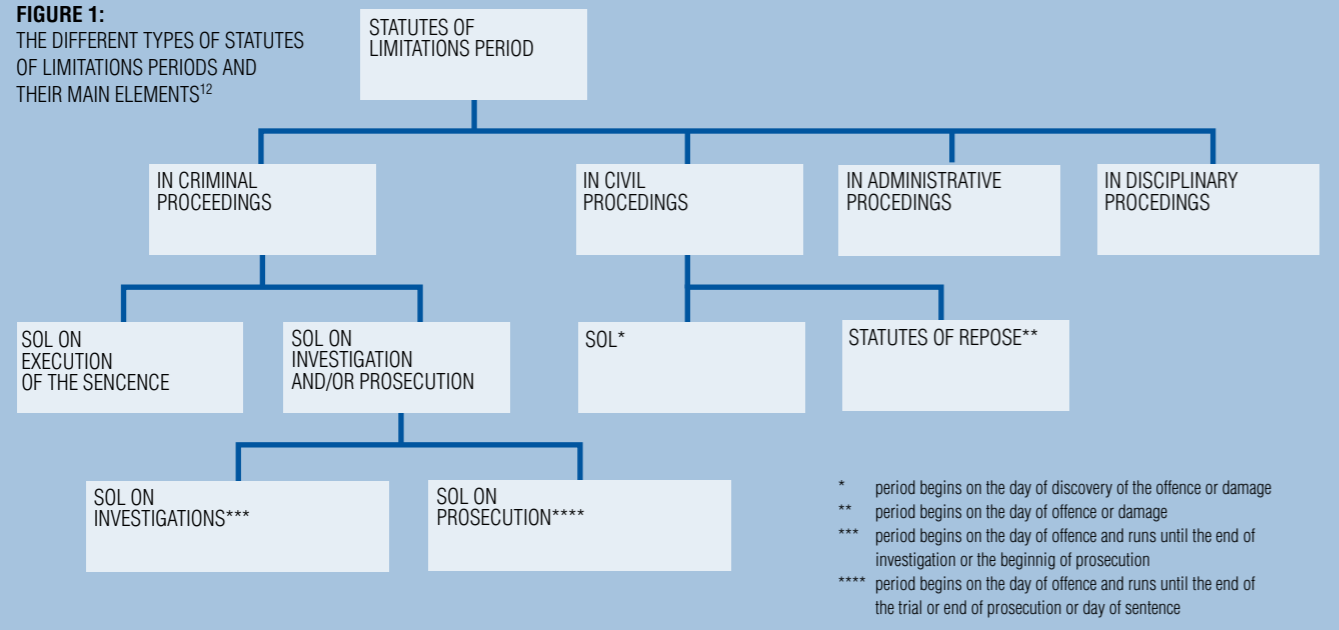 FIGURE 1:
THE DIFFERENT TYPES OF STATUTES
OF LIMITATIONS PERIODS AND
THEIR MAIN ELEMENTS12
STATUTES OF
LIMITATIONS PERIOD
IN CRIMINAL
PROCEEDINGS
IN CIVIL
PROCEDINGS
IN ADMINISTRATIVE
PROCEDINGS
IN DISCIPLINARY
PROCEDINGS
SOL ON
EXECUTION
OF THE SENCENCE
SOL ON
INVESTIGATION
AND/OR PROSECUTION
SOL*
STATUTES OF REPOSE**
SOL ON
INVESTIGATIONS***
SOL ON
PROSECUTION****
* period begins on the day of discovery of the offence or damage
** period begins on the day of offence or damage
*** period begins on the day of offence and runs until the end of
investigation or the beginnig of prosecution
**** period begins on the day of offence and runs until the end of
the trial or end of prosecution or day of sentence